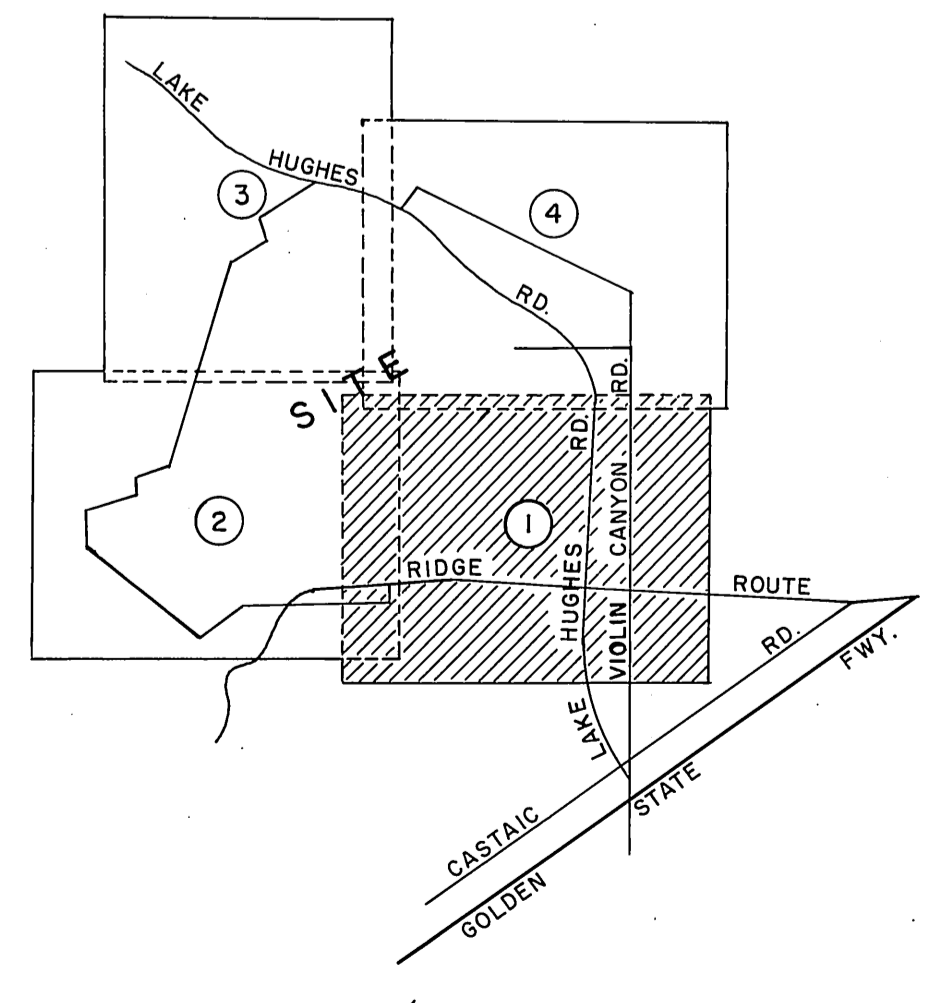 LAKE
HUGHES
3
4
RD.
SITE
RD.
RD.
2
1
CANYON
RIDGE
ROUTE
HUGHES
VIOLIN
RD.
FWY.
LAKE
STATE
CASTAIC
GOLDEN